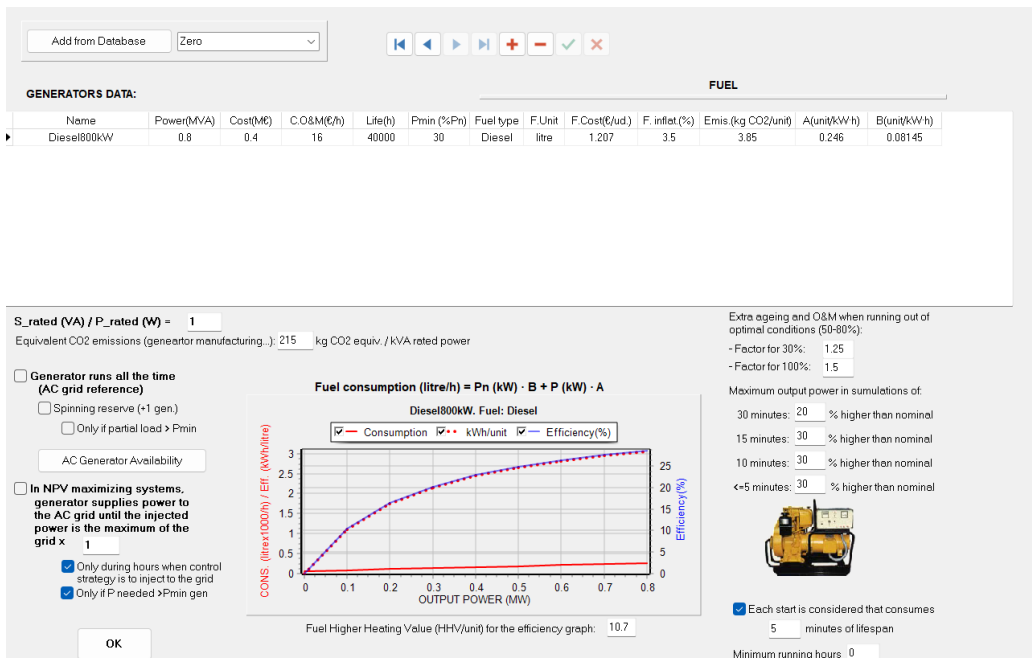 Add from Database Zero
FUEL
GENERATORS DATA:
Name Power(MVA) Cost(M€) C.O&M(€/h) Life(h) Pmin (%Pn) Fuel type F.Unit F.Cost(€/ud.) F. inflat.(%) Emis.(kg CO2/unit) A(unit/kW·h) B(unit/kW·h)
Diesel800kW 0.8 0.4 16 40000 30 Diesel litre 1.207 3.5 3.85 0.246 0.08145
S_rated (VA) / P_rated (W) = 1
Equivalent CO2 emissions (geneartor manufacturing...): 215 kg CO2 equiv. / kVA rated power
Generator runs all the time
(AC grid reference)
Spinning reserve (+1 gen.)
Only if partial load > Pmin
AC Generator Availability
In NPV maximizing systems,
generator supplies power to
the AC grid until the injected
power is the maximum of the
grid x 1
Only during hours when control
strategy is to inject to the grid
Only if P needed >Pmin gen
OK
Fuel consumption (litre/h) = Pn (kW) · B + P (kW) · A
Diesel800kW. Fuel: Diesel
Consumption kWh/unit Efficiency(%)
CONS. (litrex1000/h) / Eff. (kWh/litre)
3
2.5
2
1.5
1
0.5
0
25
20
15
10
5
0
Efficiency(%)
0 0.1 0.2 0.3 0.4 0.5 0.6 0.7 0.8
OUTPUT POWER (MW)
Fuel Higher Heating Value (HHV/unit) for the efficiency graph: 10.7
Extra ageing and O&M when running out of
optimal conditions (50-80%):
- Factor for 30%: 1.25
- Factor for 100%: 1.5
Maximum output power in sumulations of:
30 minutes: 20 % higher than nominal
15 minutes: 30 % higher than nominal
10 minutes: 30 % higher than nominal
<=5 minutes: 30 % higher than nominal
Each start is considered that consumes
5 minutes of lifespan
Minimum running hours 0